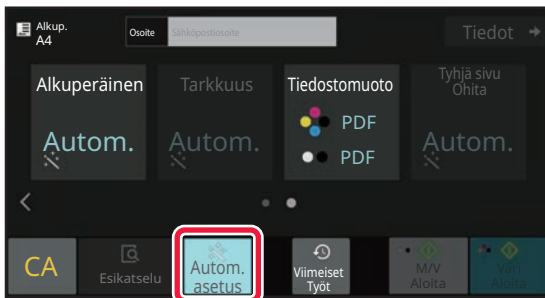 Alkup.
A4
Osoite
Sähköpostiosoite
Tiedot
Alkuperäinen
Autom.
Tarkkuus
Autom.
Tiedostomuoto
PDF
PDF
Tyhjä sivu
Ohita
Autom.
CA
Esikatselu
Autom.
asetus
Viimeiset
Työt
M/V
Aloita
Väri
Aloita